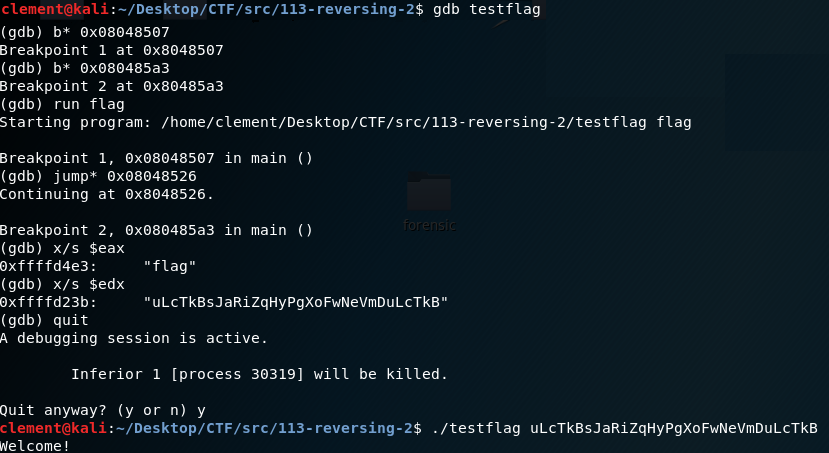 clement@kali:~/Desktop/CTF/src/113-reversing-2$ gdb testflag
(gdb) b* 0x08048507
Breakpoint 1 at 0x8048507
(gdb) b* 0x080485a3
Breakpoint 2 at 0x80485a3
(gdb) run flag
Starting program: /home/clement/Desktop/CTF/src/113-reversing-2/testflag flag

Breakpoint 1, 0x08048507 in main ()
(gdb) jump* 0x08048526
Continuing at 0x8048526.

Breakpoint 2, 0x080485a3 in main ()
(gdb) x/s $eax
0xffffd4e3:     "flag"
(gdb) x/s $edx
0xffffd23b:     "uLcTkBsJaRiZqHyPgXoFwNeVmDuLcTkB"
(gdb) quit
A debugging session is active.

        Inferior 1 [process 30319] will be killed.

Quit anyway? (y or n) y
clement@kali:~/Desktop/CTF/src/113-reversing-2$ ./testflag uLcTkBsJaRiZqHyPgXoFwNeVmDuLcTkB
Welcome!
forensic